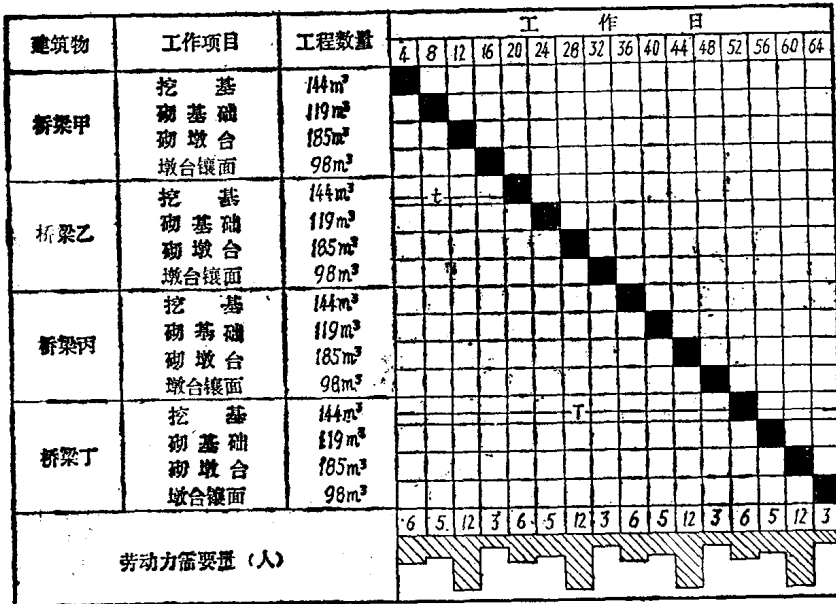 工 作 日
建筑物 工作项目 工程数量 4 8 12 16 20 24 28 32 36 40 44 48 52 56 60 64
桥梁甲
挖 基 144m³
砌基础 119m³
砌墩台 185m³
墩台镶面 98m³
桥梁乙
挖 基 144m³ t
砌基础 119m³
砌墩台 185m³
墩台镶面 98m³
桥梁丙
挖 基 144m³
砌基础 119m³
砌墩台 185m³
墩台镶面 98m³
桥梁丁
挖 基 144m³ T
砌基础 119m³
砌墩台 185m³
墩台镶面 98m³
劳动力需要量（人） 6 5 12 3 6 5 12 3 6 5 12 3 6 5 12 3